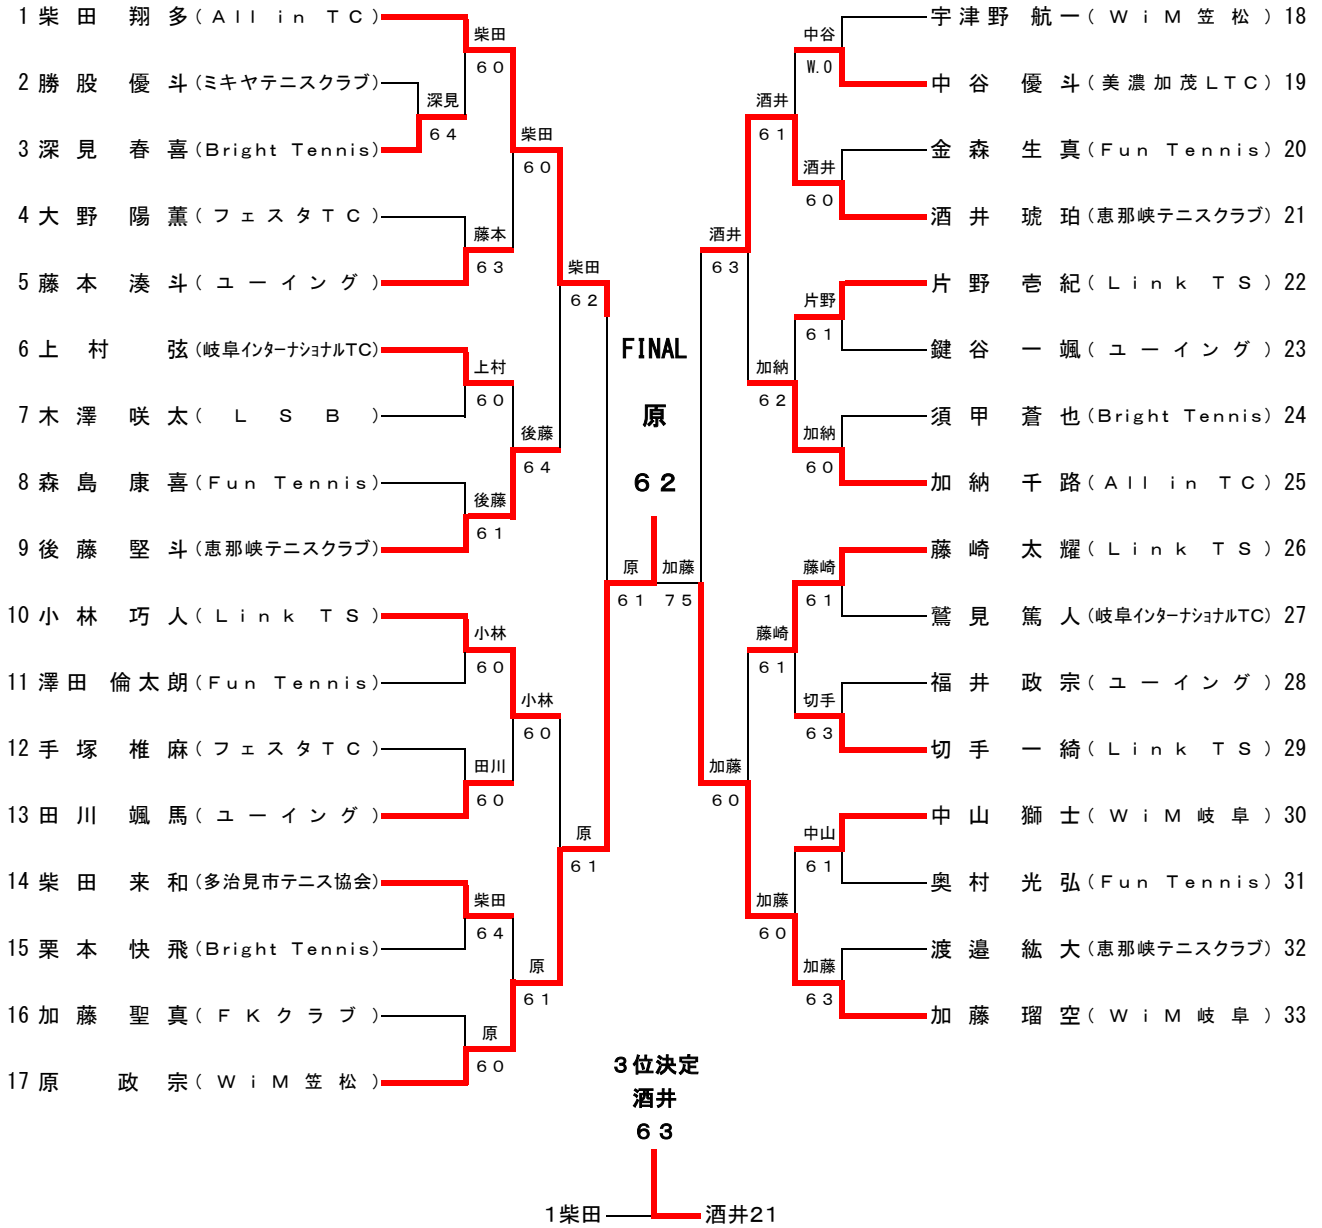 1 柴田 翔多 (All in TC)
2 勝股 優斗 (ミキヤテニスクラブ)
3 深見 春喜 (Bright Tennis)
4 大野 陽薫 (フェスタTC)
5 藤本 湊斗 (ユーイング)
6 上村 弦 (岐阜インターナショナルTC)
7 木澤 咲太 (LSB)
8 森島 康喜 (Fun Tennis)
9 後藤 堅斗 (恵那峡テニスクラブ)
10 小林 巧人 (Link TS)
11 澤田 倫太朗 (Fun Tennis)
12 手塚 椎麻 (フェスタTC)
13 田川 颯馬 (ユーイング)
14 柴田 来和 (多治見市テニス協会)
15 栗本 快飛 (Bright Tennis)
16 加藤 聖真 (FKクラブ)
17 原 政宗 (WiM笠松)
深見
64
柴田
60
藤本
63
上村
60
後藤
61
小林
60
田川
60
柴田
64
原
60
柴田
60
後藤
64
小林
60
原
61
柴田
62
原
61
原
61
FINAL
原
62
加藤
75
酒井
63
加藤
60
酒井
61
加納
62
藤崎
61
加藤
60
中谷
W.0
酒井
60
片野
61
加納
60
藤崎
61
切手
63
中山
61
加藤
63
宇津野 航一 (WiM笠松) 18
中谷 優斗 (美濃加茂LTC) 19
金森 生真 (Fun Tennis) 20
酒井 琥珀 (恵那峡テニスクラブ) 21
片野 壱紀 (Link TS) 22
鍵谷 一颯 (ユーイング) 23
須甲 蒼也 (Bright Tennis) 24
加納 千路 (All in TC) 25
藤崎 太耀 (Link TS) 26
鷲見 篤人 (岐阜インターナショナルTC) 27
福井 政宗 (ユーイング) 28
切手 一綺 (Link TS) 29
中山 獅士 (WiM岐阜) 30
奥村 光弘 (Fun Tennis) 31
渡邉 紘大 (恵那峡テニスクラブ) 32
加藤 瑠空 (WiM岐阜) 33
3位決定
酒井
63
1柴田
酒井21